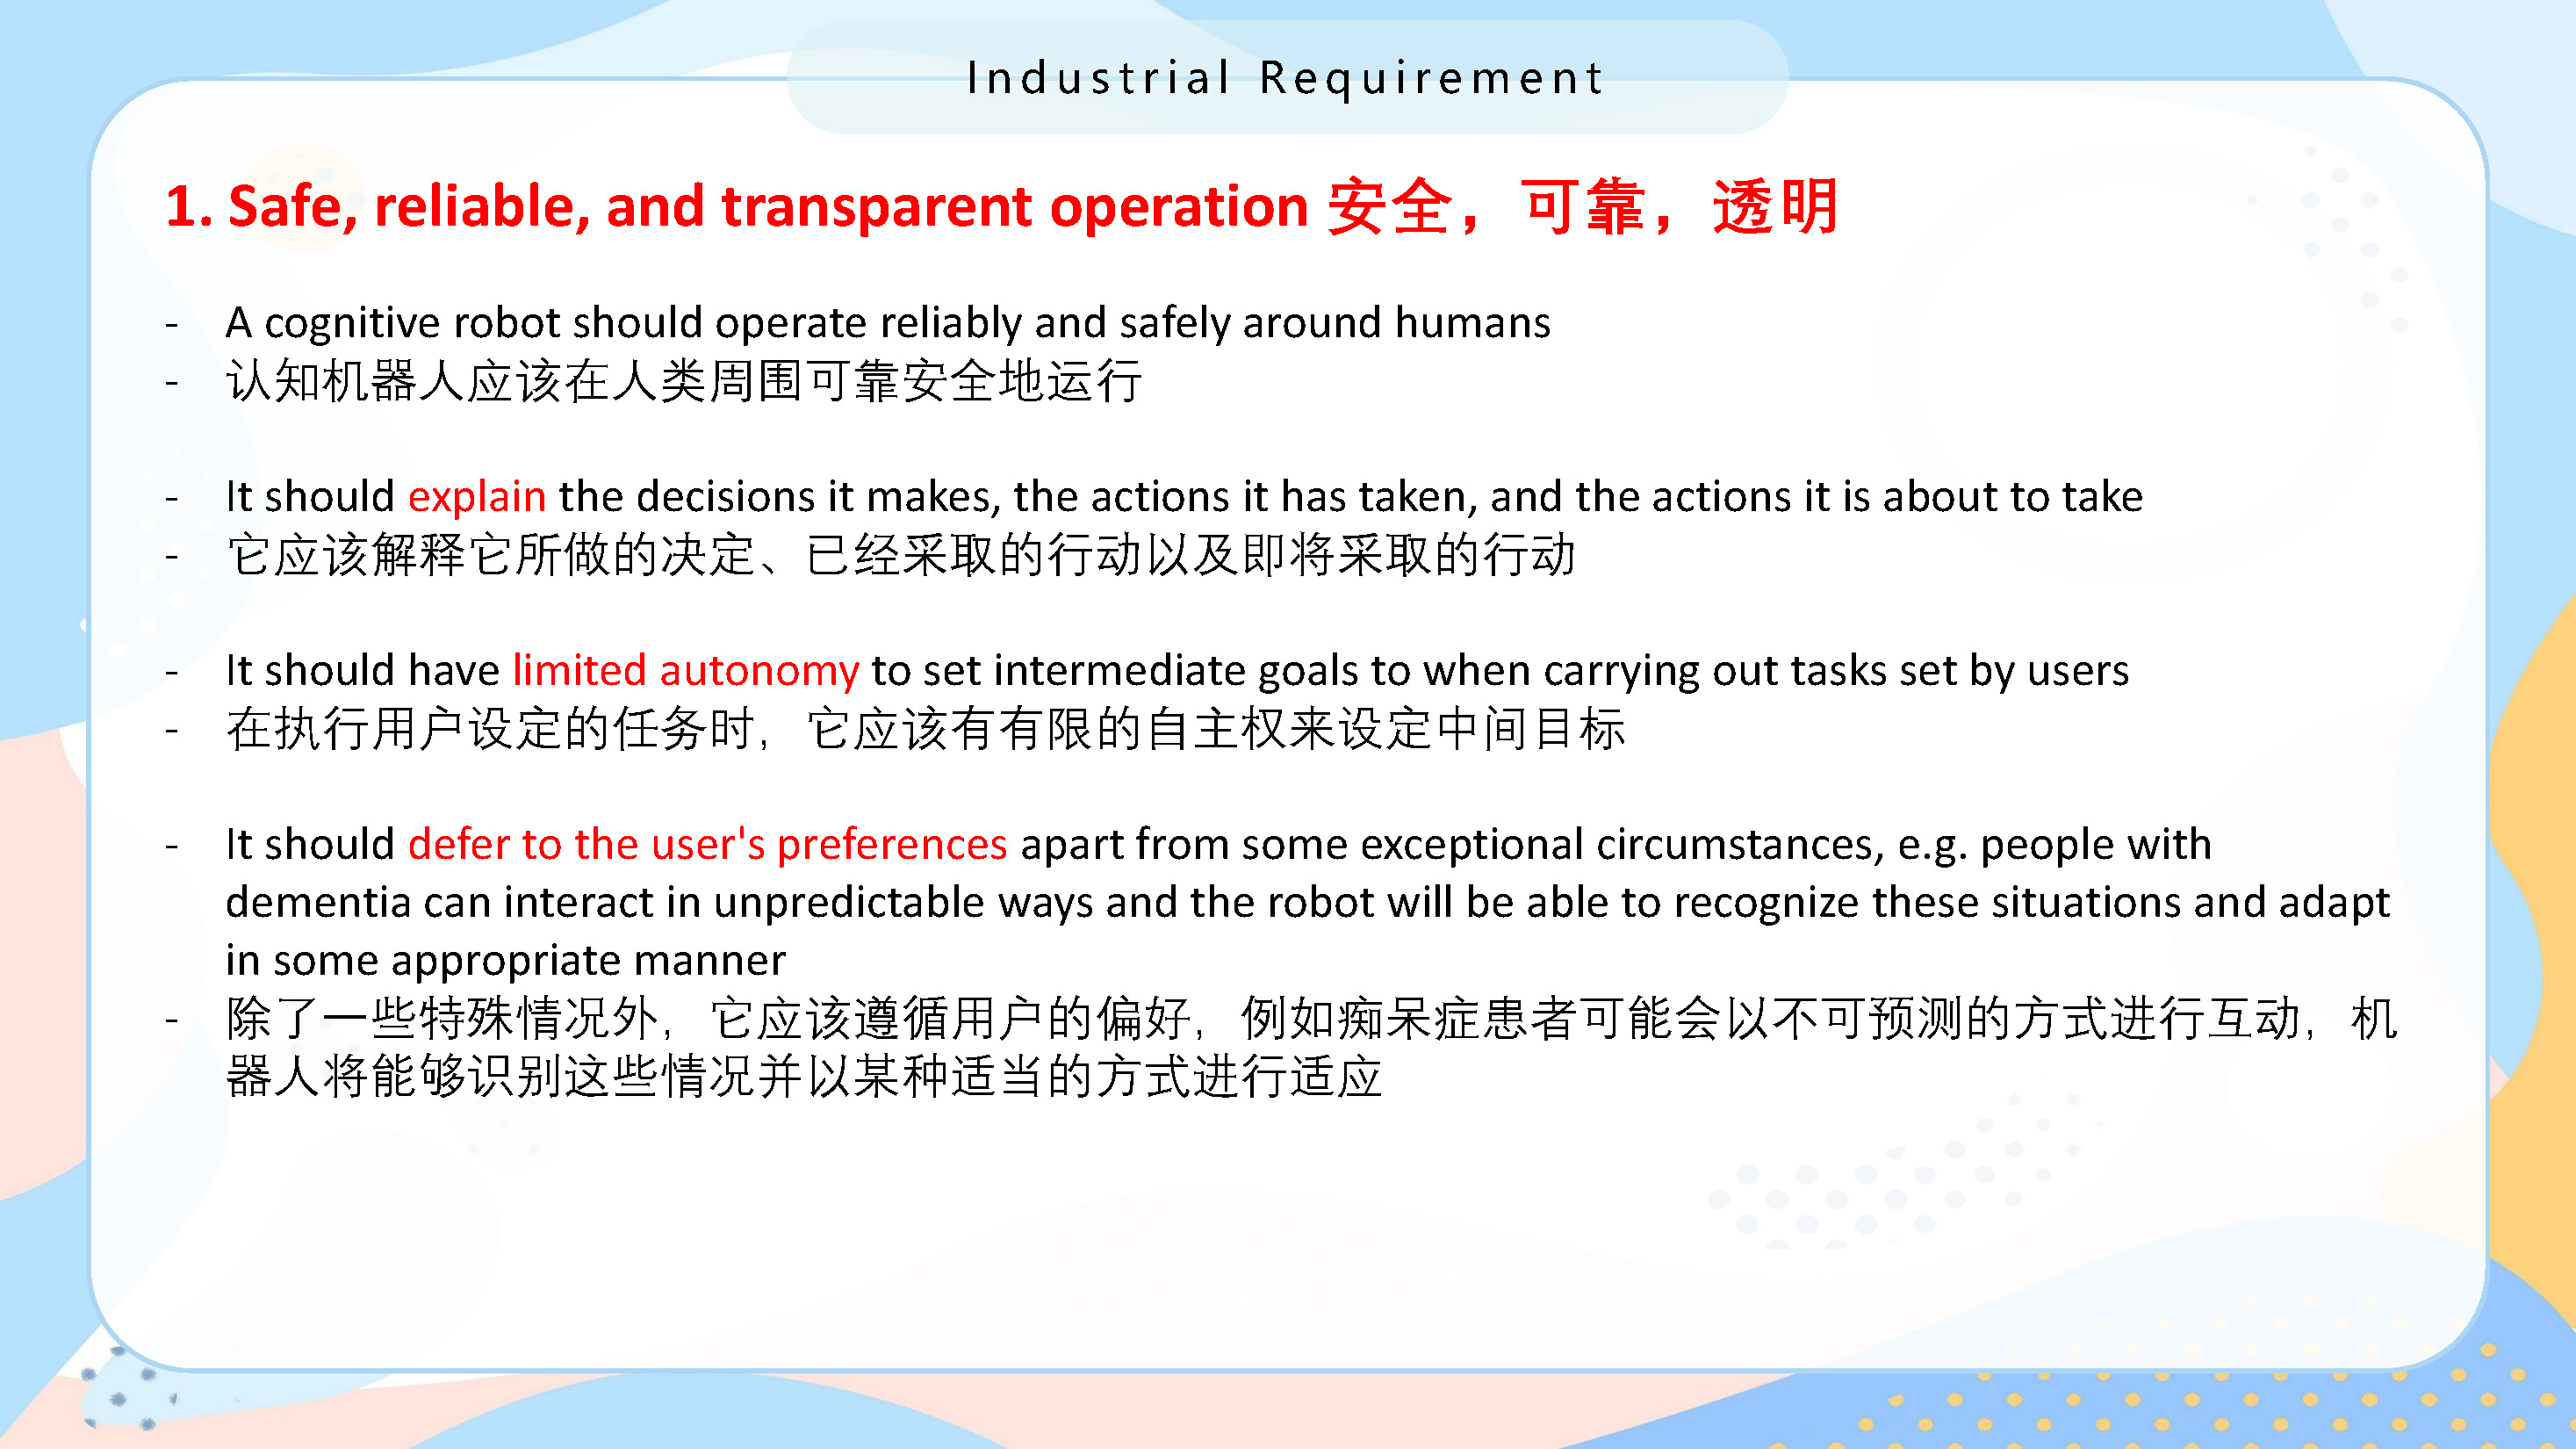 Industrial Requirement
1. Safe, reliable, and transparent operation 安全，可靠，透明
- A cognitive robot should operate reliably and safely around humans
- 认知机器人应该在人类周围可靠安全地运行
- It should explain the decisions it makes, the actions it has taken, and the actions it is about to take
- 它应该解释它所做的决定、已经采取的行动以及即将采取的行动
- It should have limited autonomy to set intermediate goals to when carrying out tasks set by users
- 在执行用户设定的任务时，它应该有有限的自主权来设定中间目标
- It should defer to the user's preferences apart from some exceptional circumstances, e.g. people with
dementia can interact in unpredictable ways and the robot will be able to recognize these situations and adapt
in some appropriate manner
- 除了一些特殊情况外，它应该遵循用户的偏好，例如痴呆症患者可能会以不可预测的方式进行互动，机
器人将能够识别这些情况并以某种适当的方式进行适应